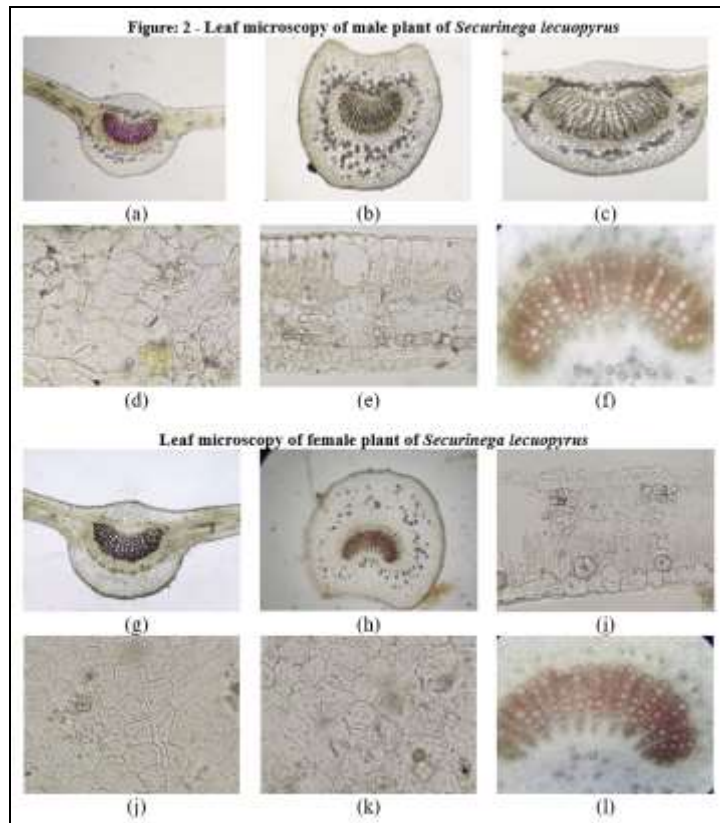 Figure: 2 - Leaf microscopy of male plant of Securinega lecuopyrus
(a) (b) (c)
(d) (e) (f)
Leaf microscopy of female plant of Securinega lecuopyrus
(g) (h) (i)
(j) (k) (l)